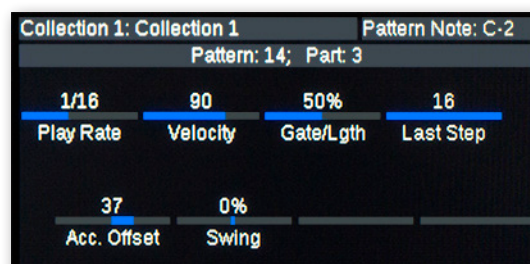 Collection 1: Collection 1 Pattern Note: C-2
Pattern: 14; Part: 3
1/16 90 50% 16
Play Rate Velocity Gate/Lgth Last Step
37 0%
Acc. Offset Swing